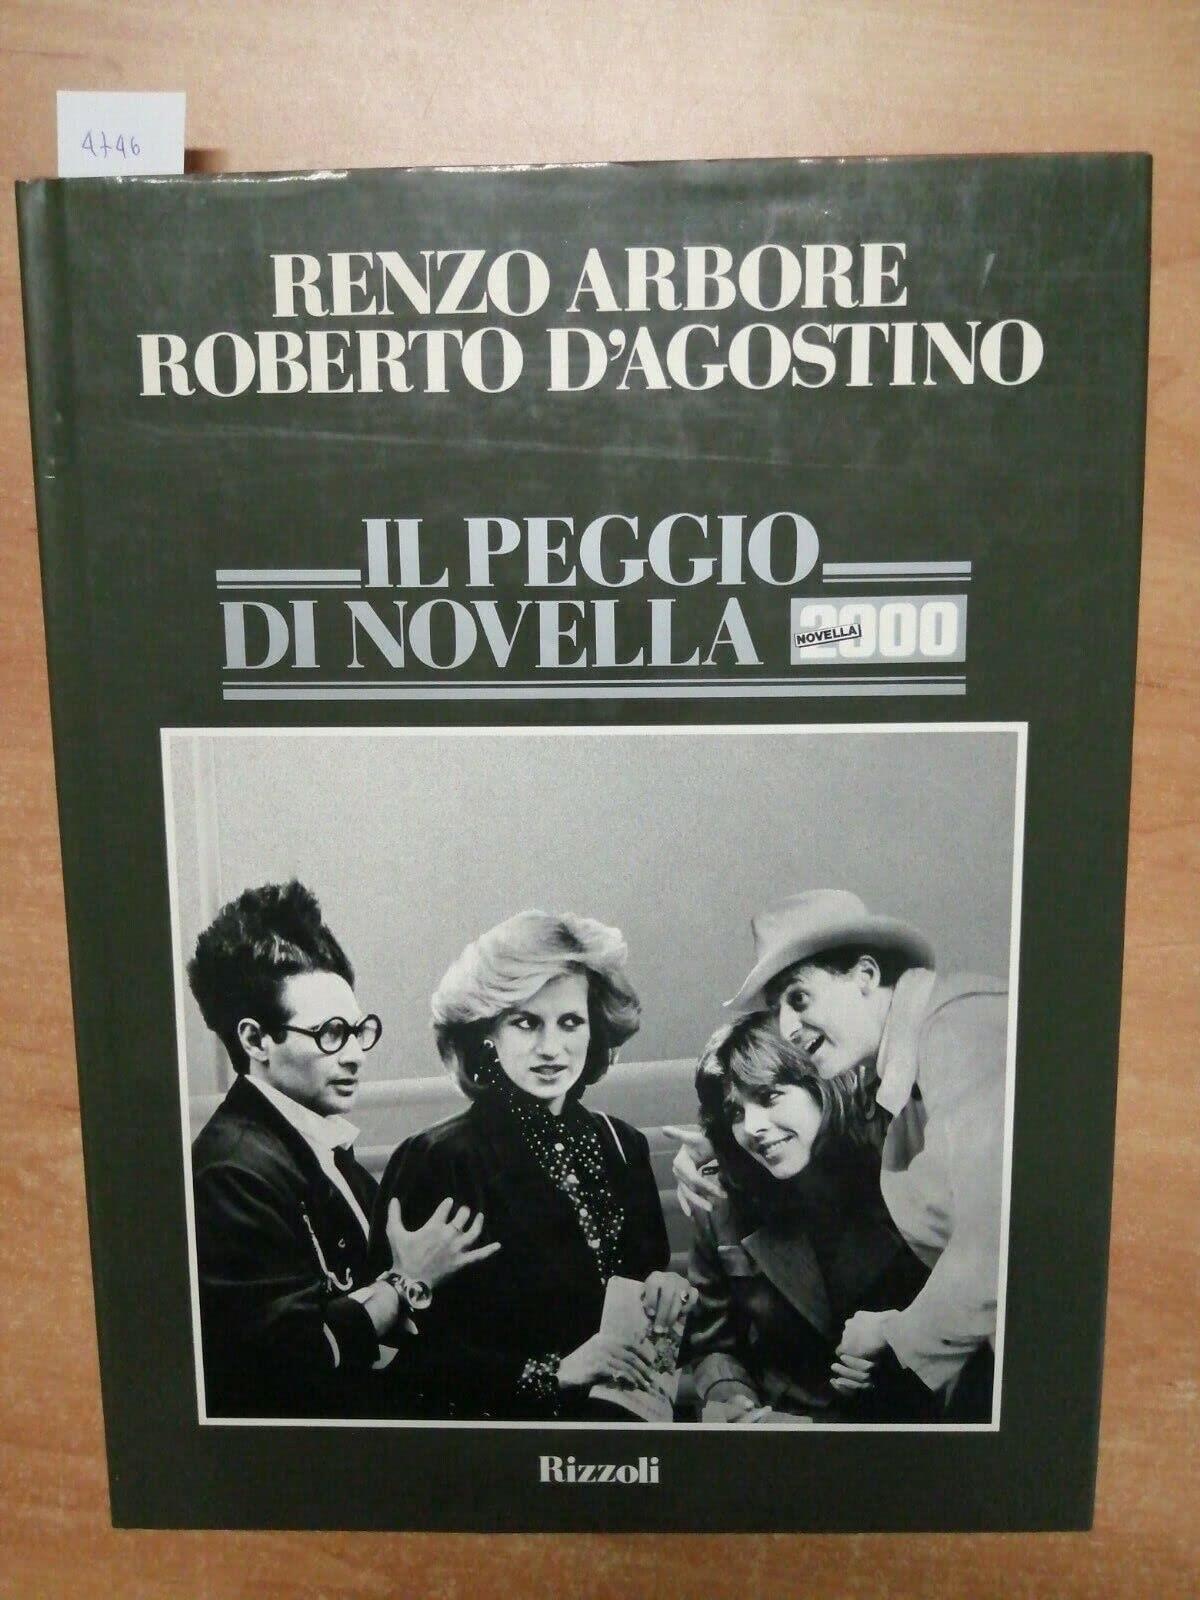 4746
RENZO ARBORE
ROBERTO D'AGOSTINO
IL PEGGIO
DI NOVELLA 2000
NOVELLA
Rizzoli